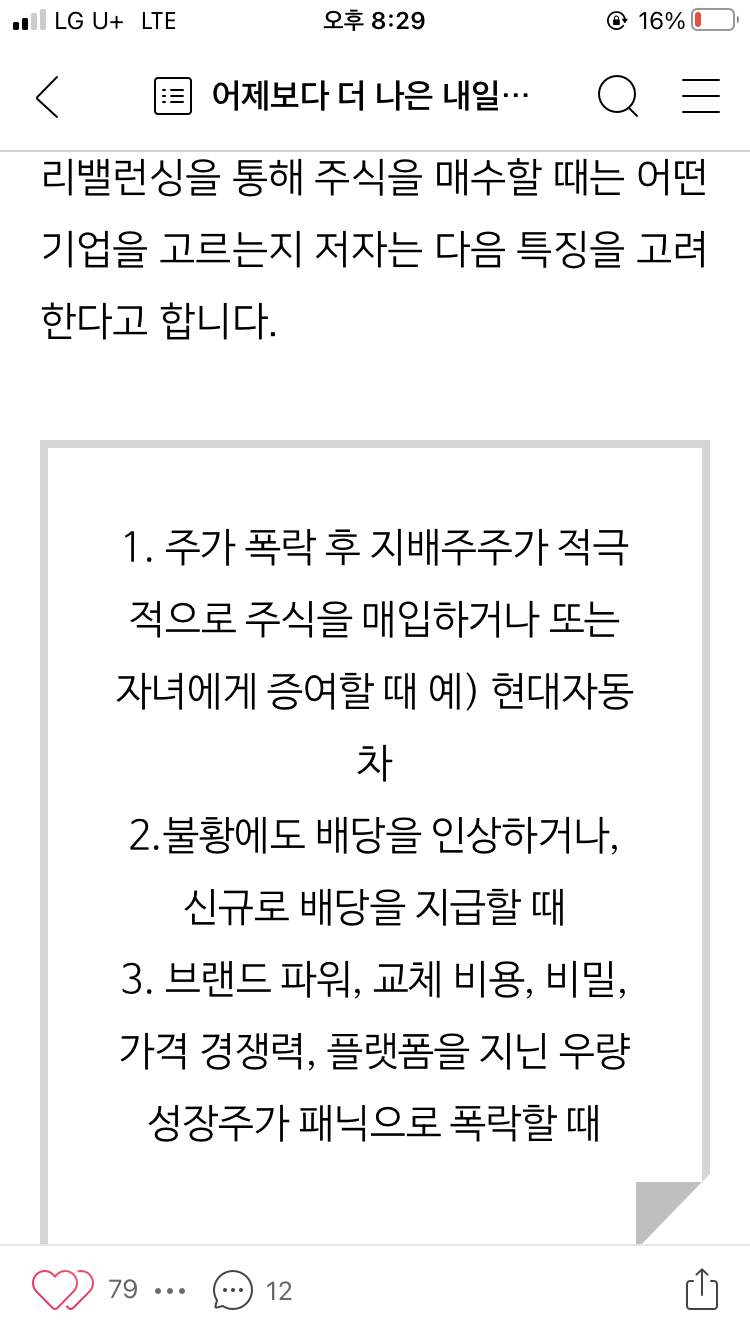 LG U+ LTE 오후 8:29 16%
어제보다 더 나은 내일…
리밸런싱을 통해 주식을 매수할 때는 어떤
기업을 고르는지 저자는 다음 특징을 고려
한다고 합니다.
1. 주가 폭락 후 지배주주가 적극
적으로 주식을 매입하거나 또는
자녀에게 증여할 때 예) 현대자동
차
2.불황에도 배당을 인상하거나,
신규로 배당을 지급할 때
3. 브랜드 파워, 교체 비용, 비밀,
가격 경쟁력, 플랫폼을 지닌 우량
성장주가 패닉으로 폭락할 때
79 ••• 12